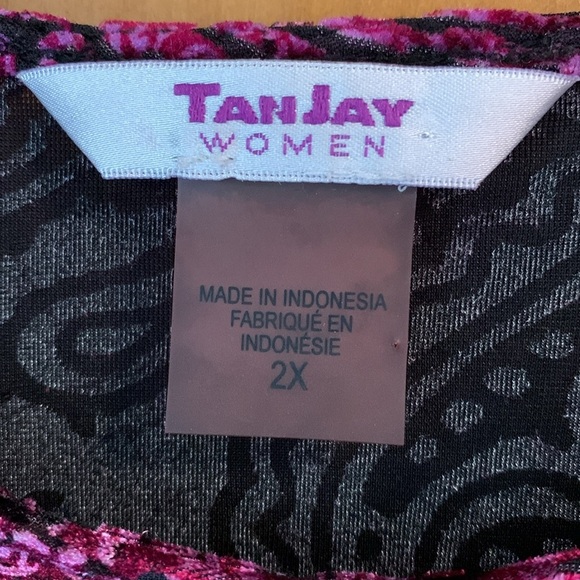 TANJAY
WOMEN
MADE IN INDONESIA
FABRIQUÉ EN
INDONÉSIE
2X